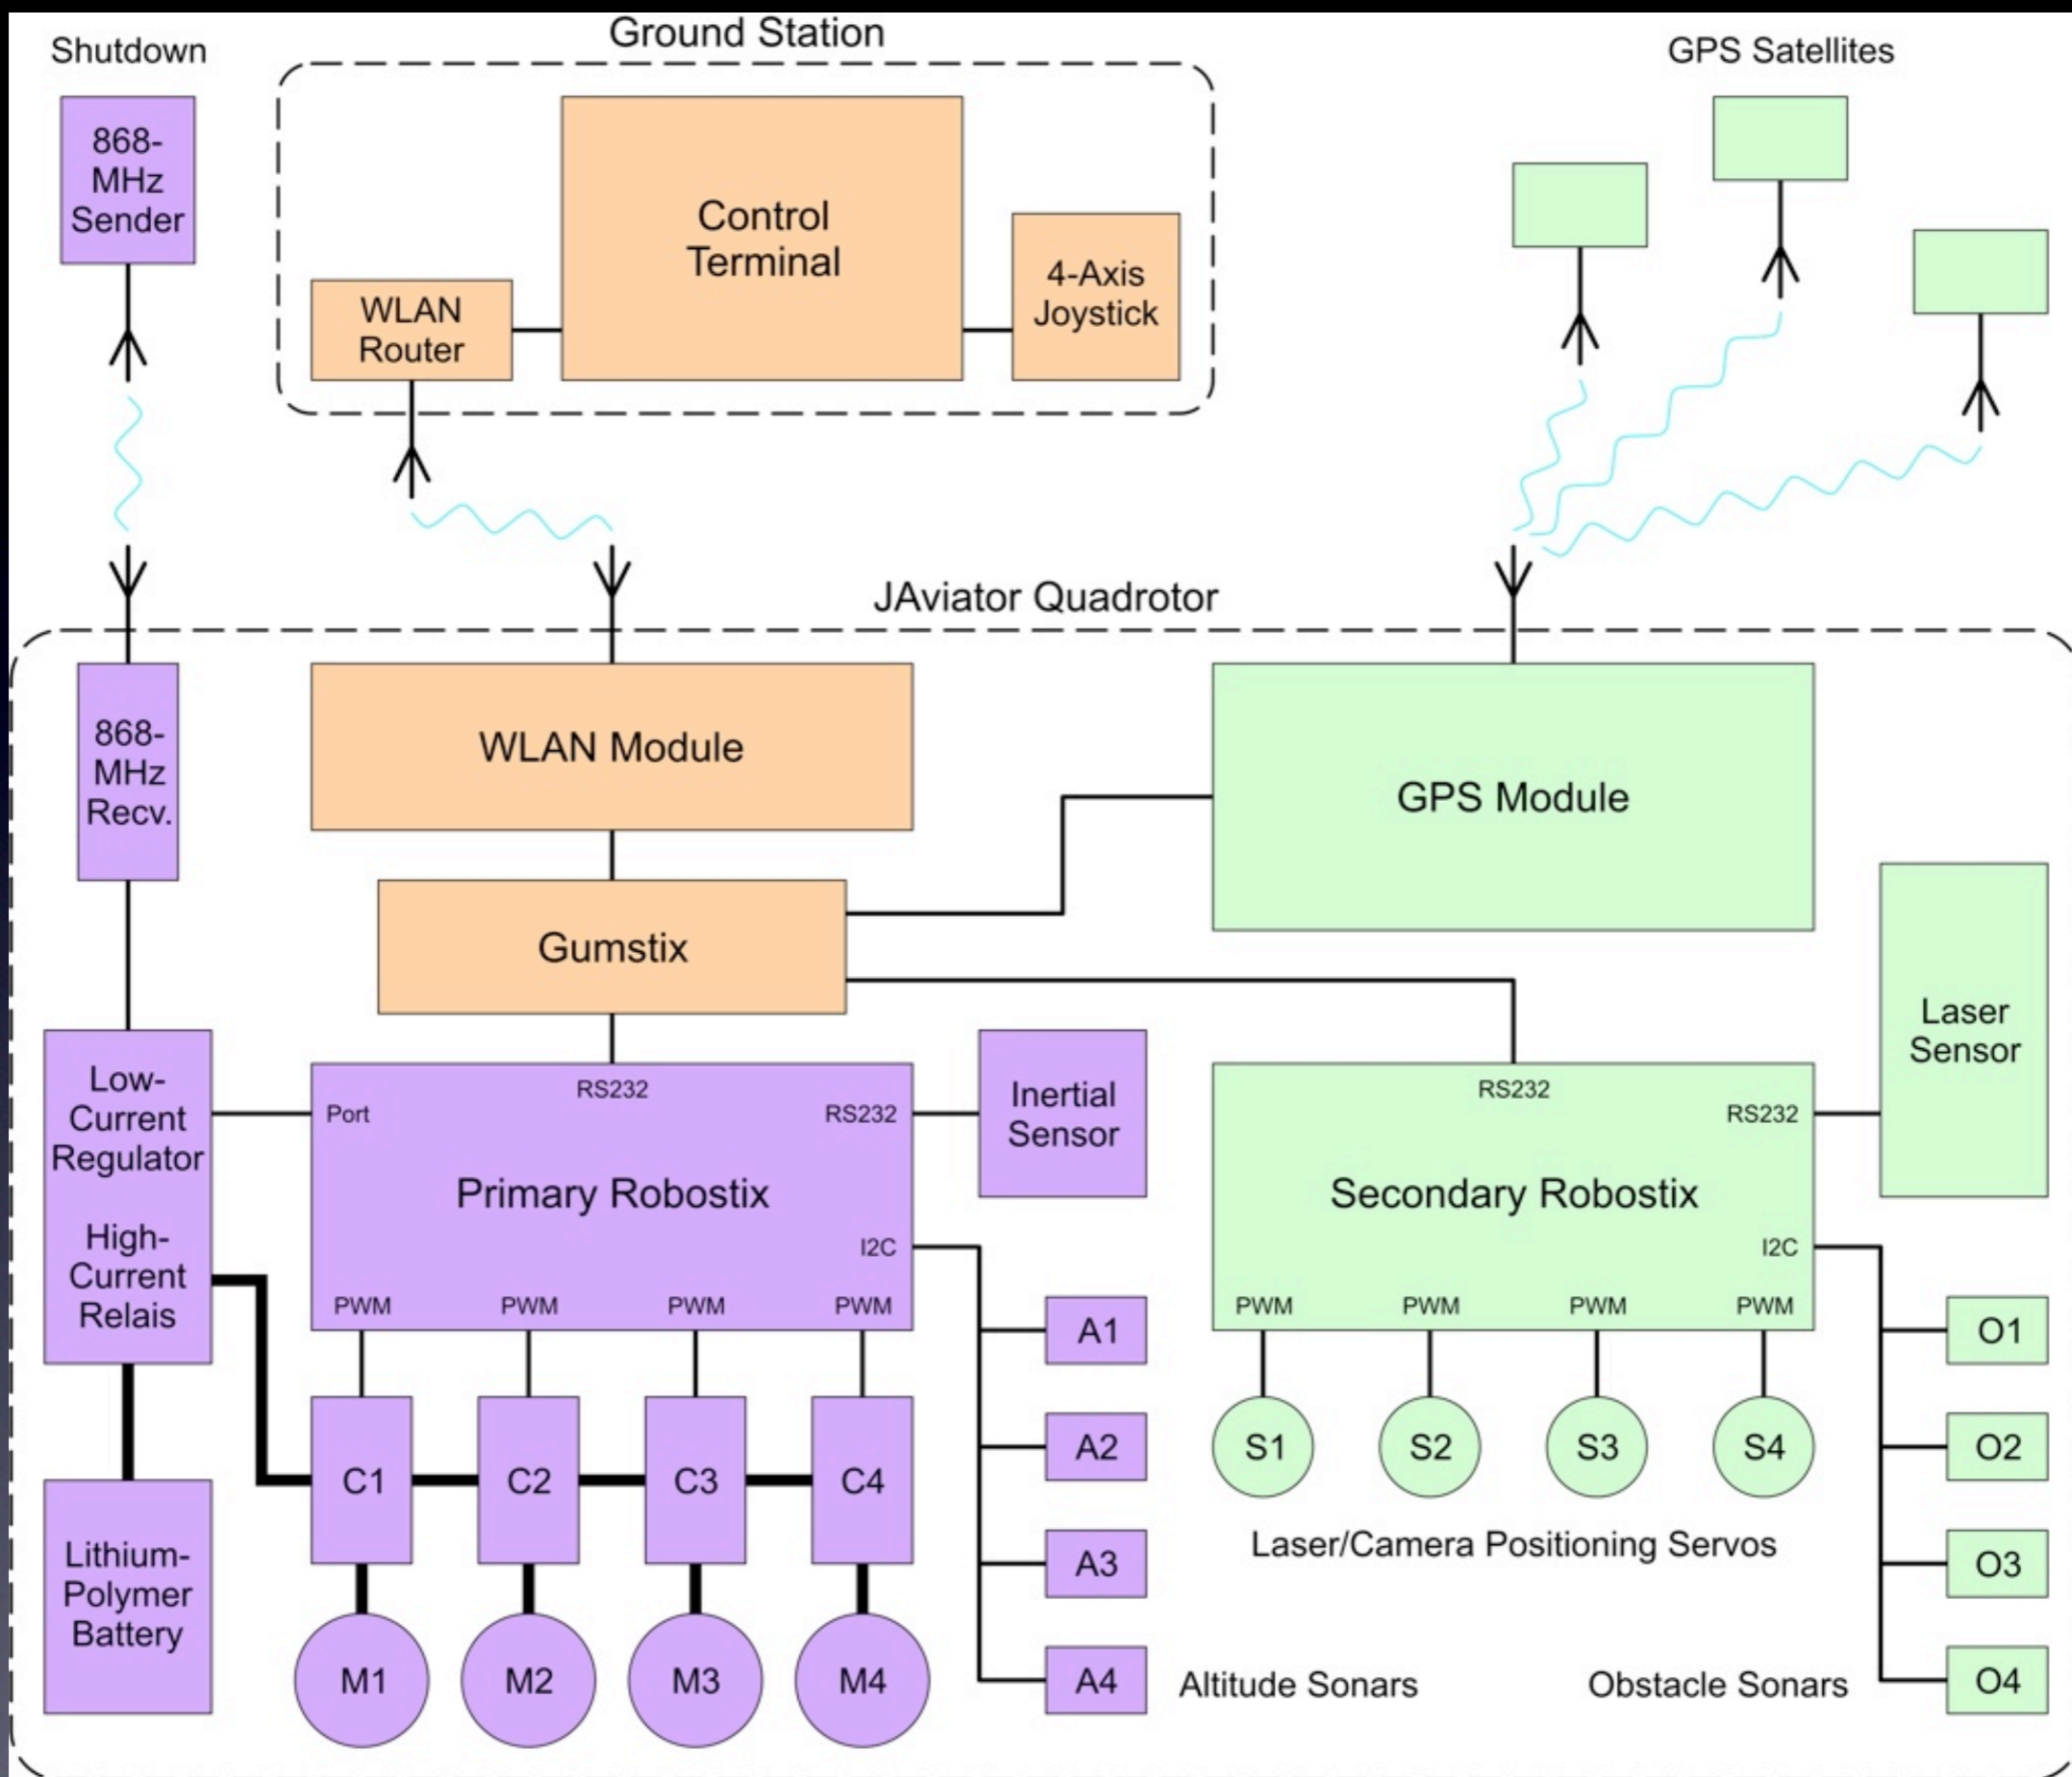 Shutdown
Ground Station
GPS Satellites
868-
MHz
Sender
Control
Terminal
4-Axis
Joystick
WLAN
Router
JAviator Quadrotor
868-
MHz
Recv.
WLAN Module
GPS Module
Gumstix
Laser
Sensor
Low-
Current
Regulator
High-
Current
Relais
Port
RS232
RS232
Primary Robostix
I2C
PWM
PWM
PWM
PWM
Inertial
Sensor
RS232
RS232
Secondary Robostix
I2C
PWM
PWM
PWM
PWM
A1
A2
A3
A4
Altitude Sonars
O1
O2
O3
O4
Obstacle Sonars
S1
S2
S3
S4
Laser/Camera Positioning Servos
C1
C2
C3
C4
Lithium-
Polymer
Battery
M1
M2
M3
M4